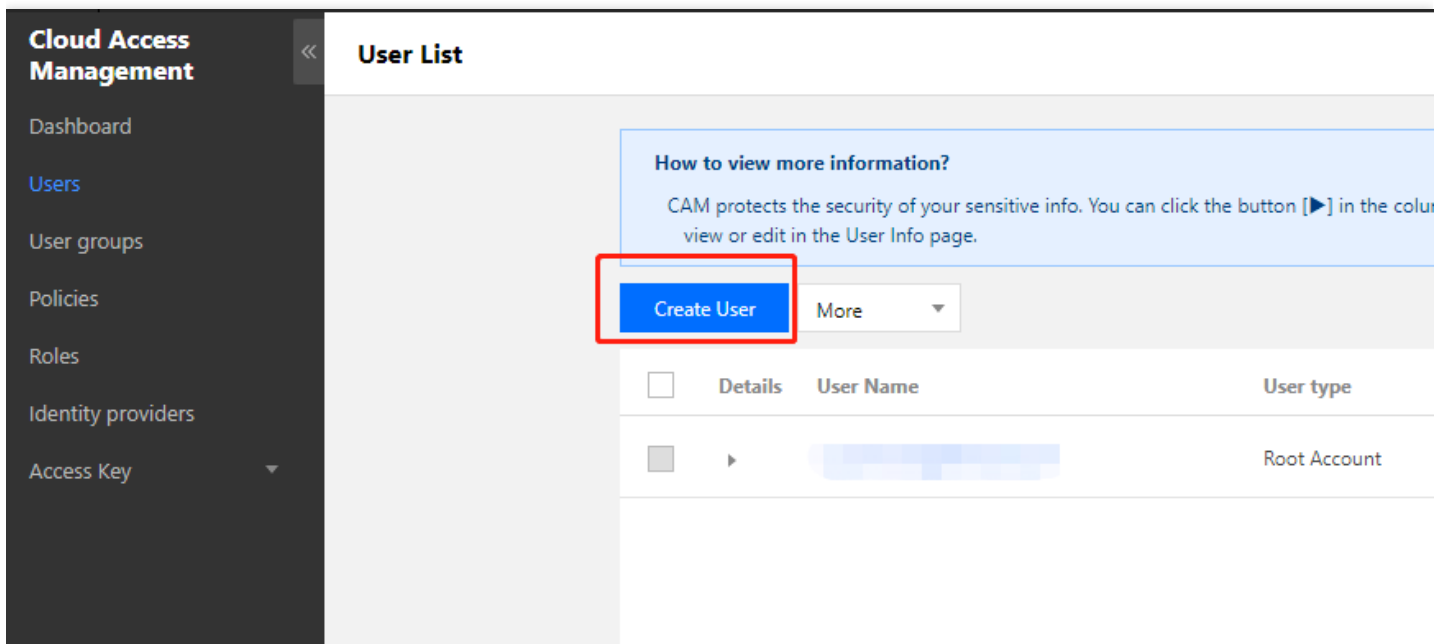 Cloud Access
Management
«
User List
Dashboard
Users
User groups
Policies
Roles
Identity providers
Access Key
How to view more information?
CAM protects the security of your sensitive info. You can click the button [▶] in the
view or edit in the User Info page.
Create User
More
Details User Name User type
Root Account